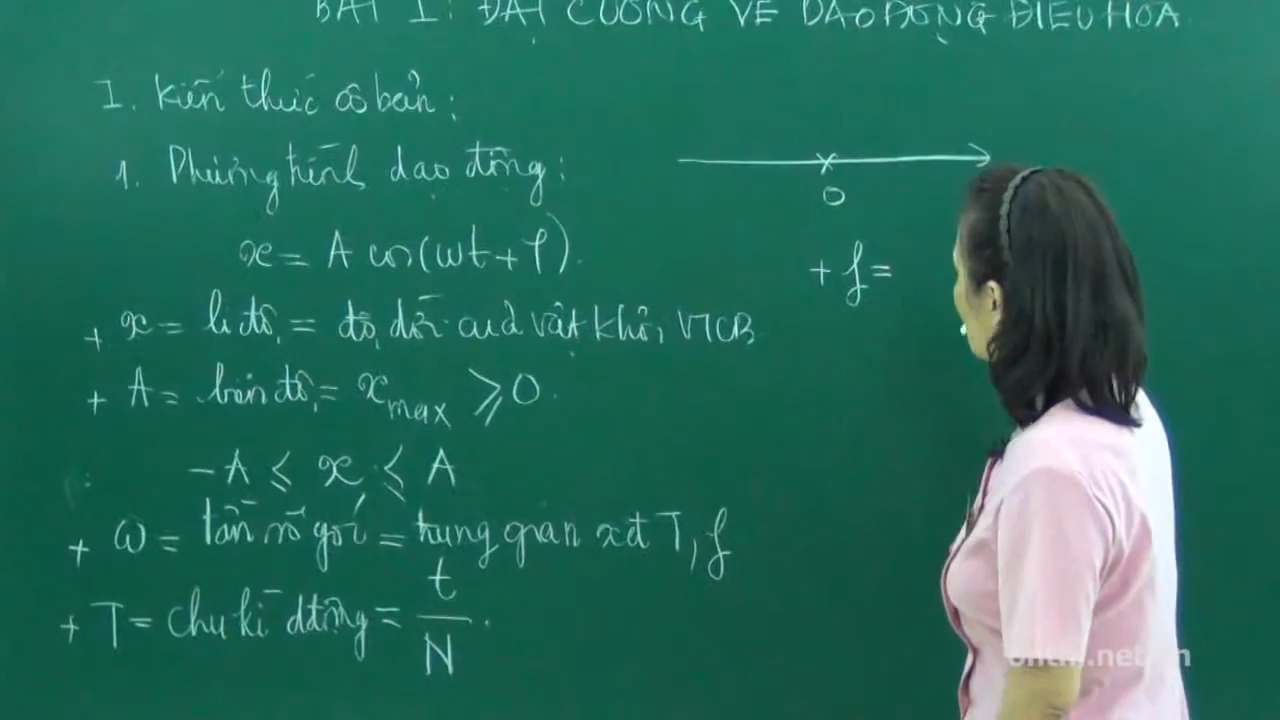 BÀI 1: ĐẠI CƯƠNG VỀ DAO ĐỘNG ĐIỀU HÒA
I. Kiến thức cơ bản:
1. Phương trình dao động:
x = A cos(ωt + φ).
+ x = li độ = độ dời của vật khỏi VTCB
+ A = biên độ = x max ⩾ 0.
-A ≤ x ≤ A
+ ω = tần số góc = trung gian xđ T, f
+ T = chu kì dđộng = t/N.
O
+ f =